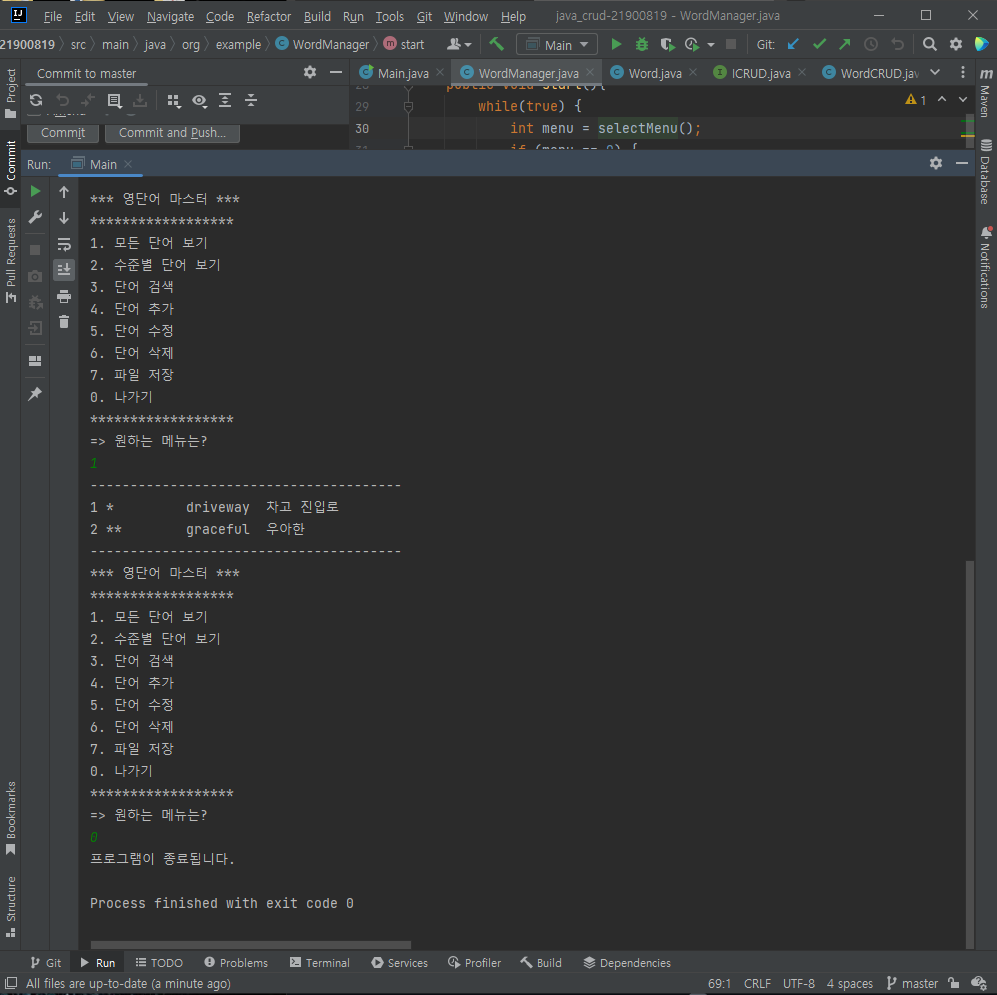 File Edit View Navigate Code Refactor Build Run Tools Git Window Help java_crud-21900819 - WordManager.java
21900819 src main java org example WordManager start Main Git:
Project
Commit
Pull Requests
Bookmarks
Structure
Commit to master
Commit Commit and Push...
Main.java WordManager.java Word.java ICRUD.java WordCRUD.jav
29 while(true) {
30 int menu = selectMenu();
1
Maven
Database
Notifications
Run: Main
*** 영단어 마스터 ***
******************
1. 모든 단어 보기
2. 수준별 단어 보기
3. 단어 검색
4. 단어 추가
5. 단어 수정
6. 단어 삭제
7. 파일 저장
0. 나가기
******************
=> 원하는 메뉴는?
1
---------------------------------------
1 *         driveway  차고 진입로
2 **        graceful  우아한
---------------------------------------
*** 영단어 마스터 ***
******************
1. 모든 단어 보기
2. 수준별 단어 보기
3. 단어 검색
4. 단어 추가
5. 단어 수정
6. 단어 삭제
7. 파일 저장
0. 나가기
******************
=> 원하는 메뉴는?
0
프로그램이 종료됩니다.
Process finished with exit code 0
Git Run TODO Problems Terminal Services Profiler Build Dependencies
All files are up-to-date (a minute ago) 69:1 CRLF UTF-8 4 spaces master